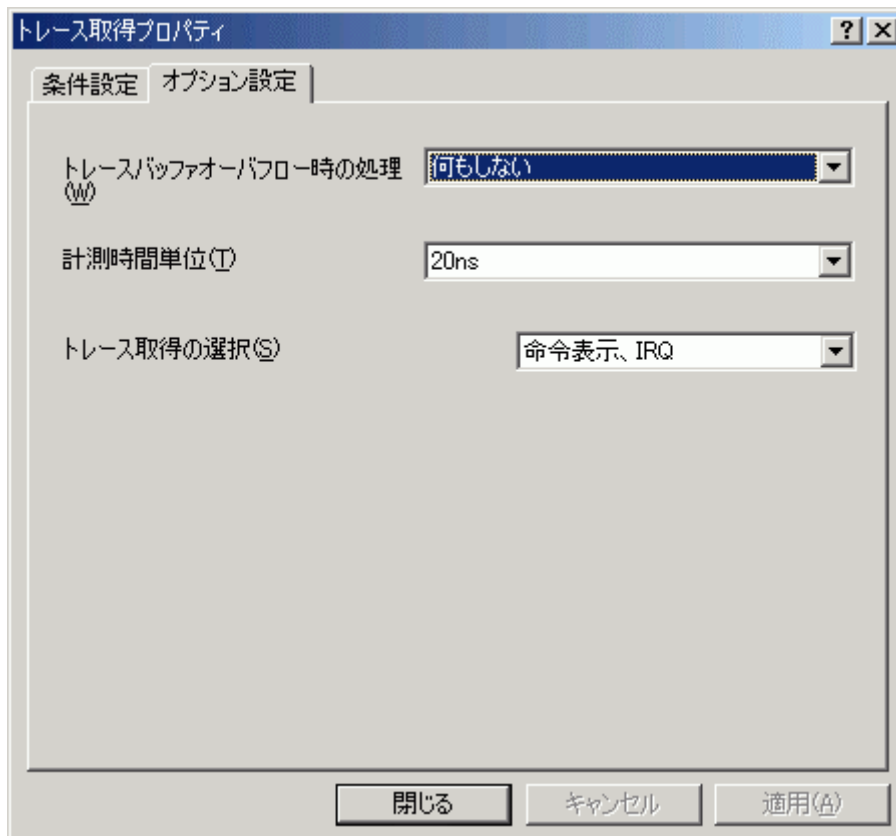 トレース取得プロパティ
条件設定 オプション設定
トレースバッファオーバフロー時の処理
(W)
何もしない
計測時間単位(T)
20ns
トレース取得の選択(S)
命令表示、IRQ
閉じる キャンセル 適用(A)